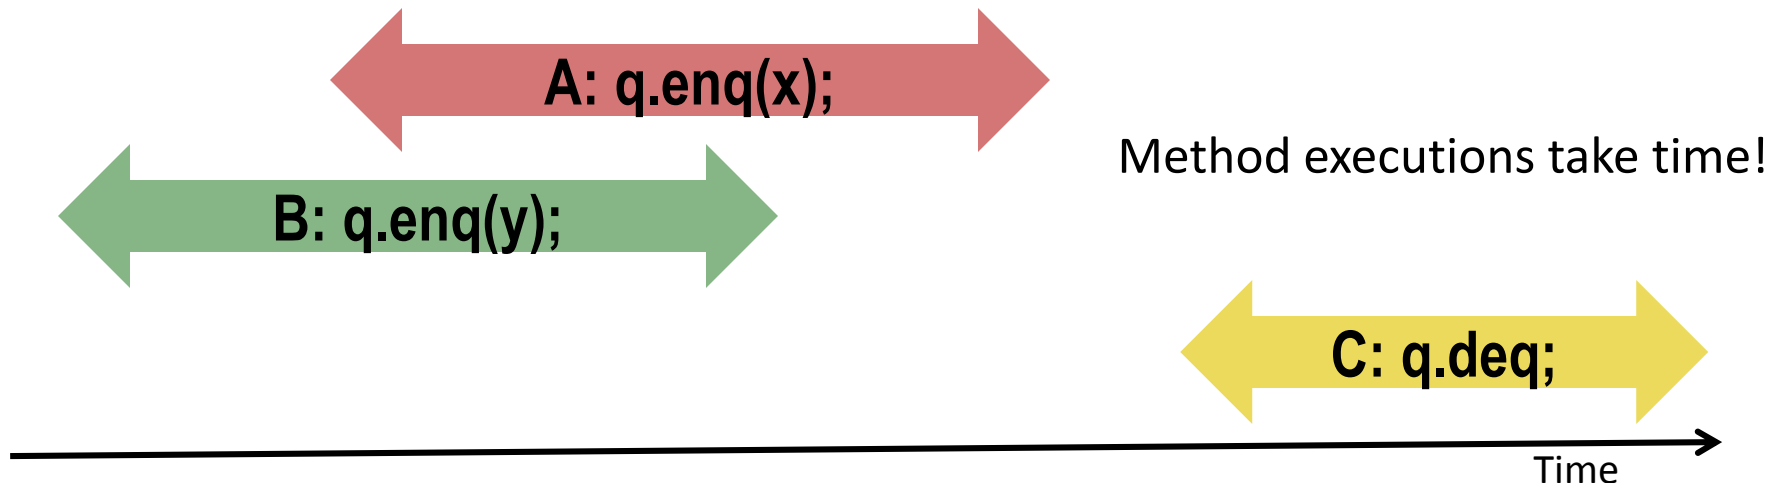 A: q.enq(x);
Method executions take time!
B: q.enq(y);
C: q.deq;
Time